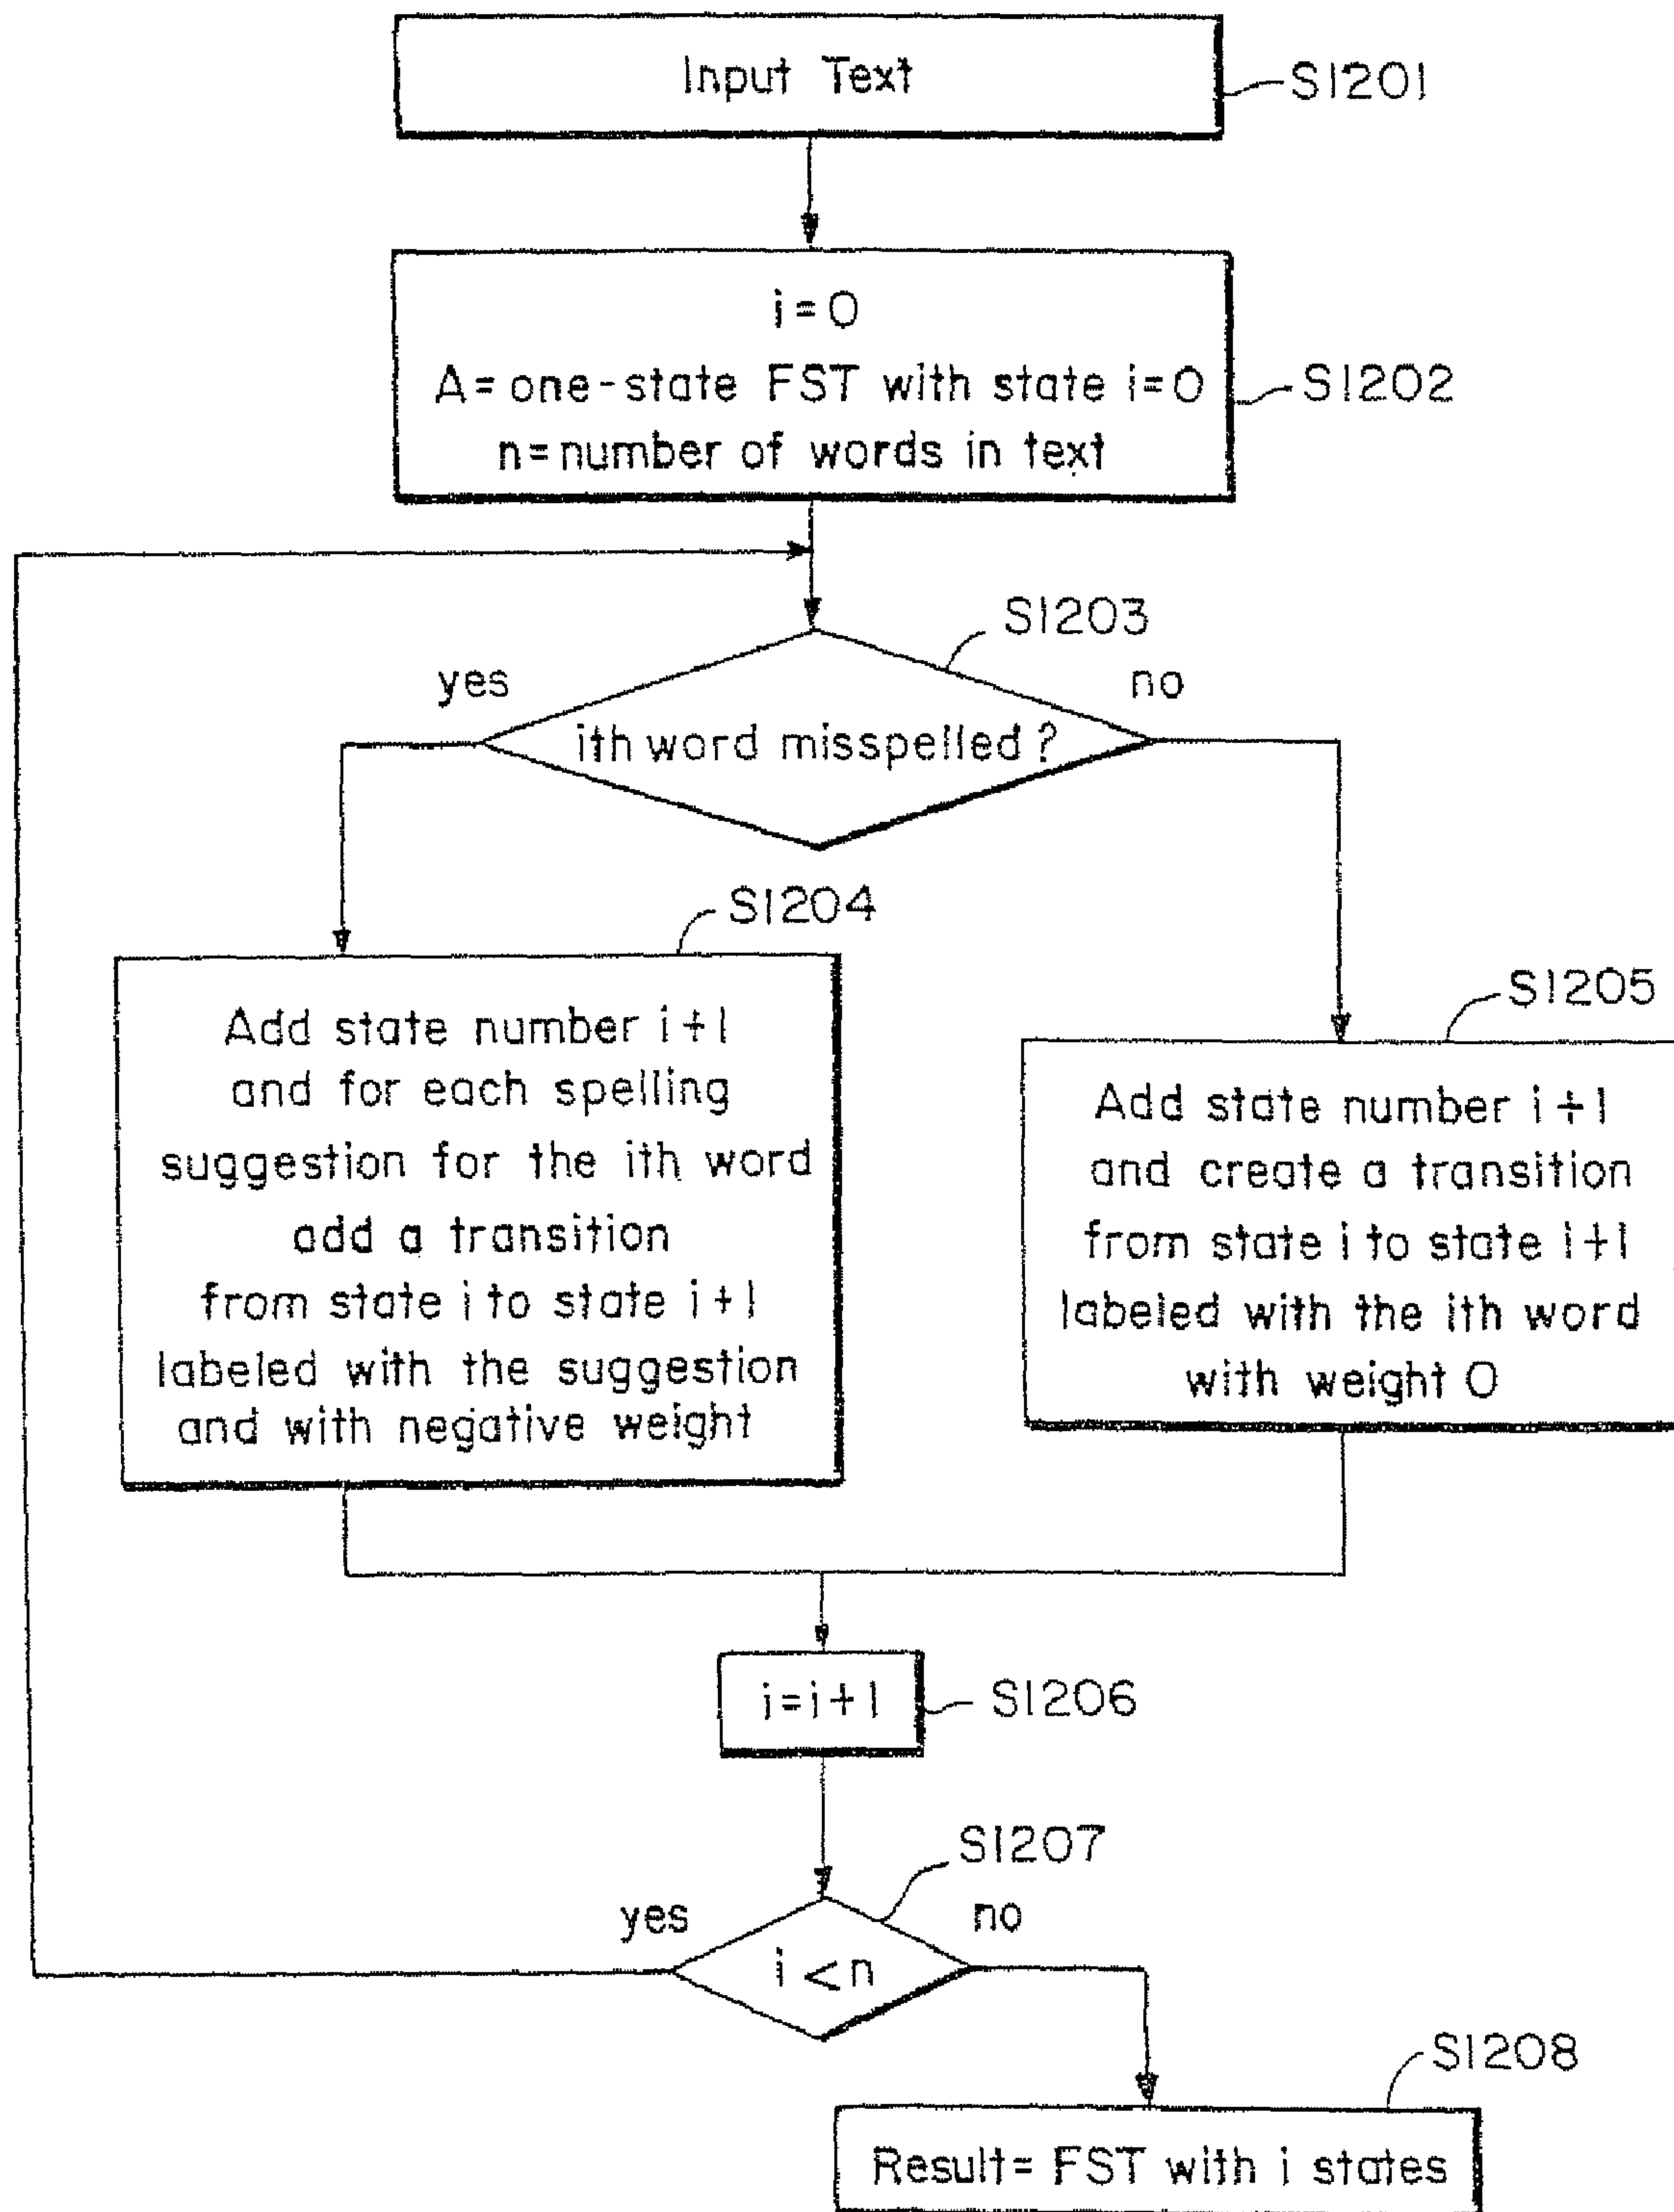 Input Text
S1201
i=0
A=one-state FST with state i=0
n=number of words in text
S1202
S1203
yes
no
ith word misspelled?
S1204
Add state number i+1
and for each spelling
suggestion for the ith word
add a transition
from state i to state i+1
labeled with the suggestion
and with negative weight
S1205
Add state number i+1
and create a transition
from state i to state i+1
labeled with the ith word
with weight 0
i=i+1
S1206
S1207
yes
no
i<n
S1208
Result= FST with i states